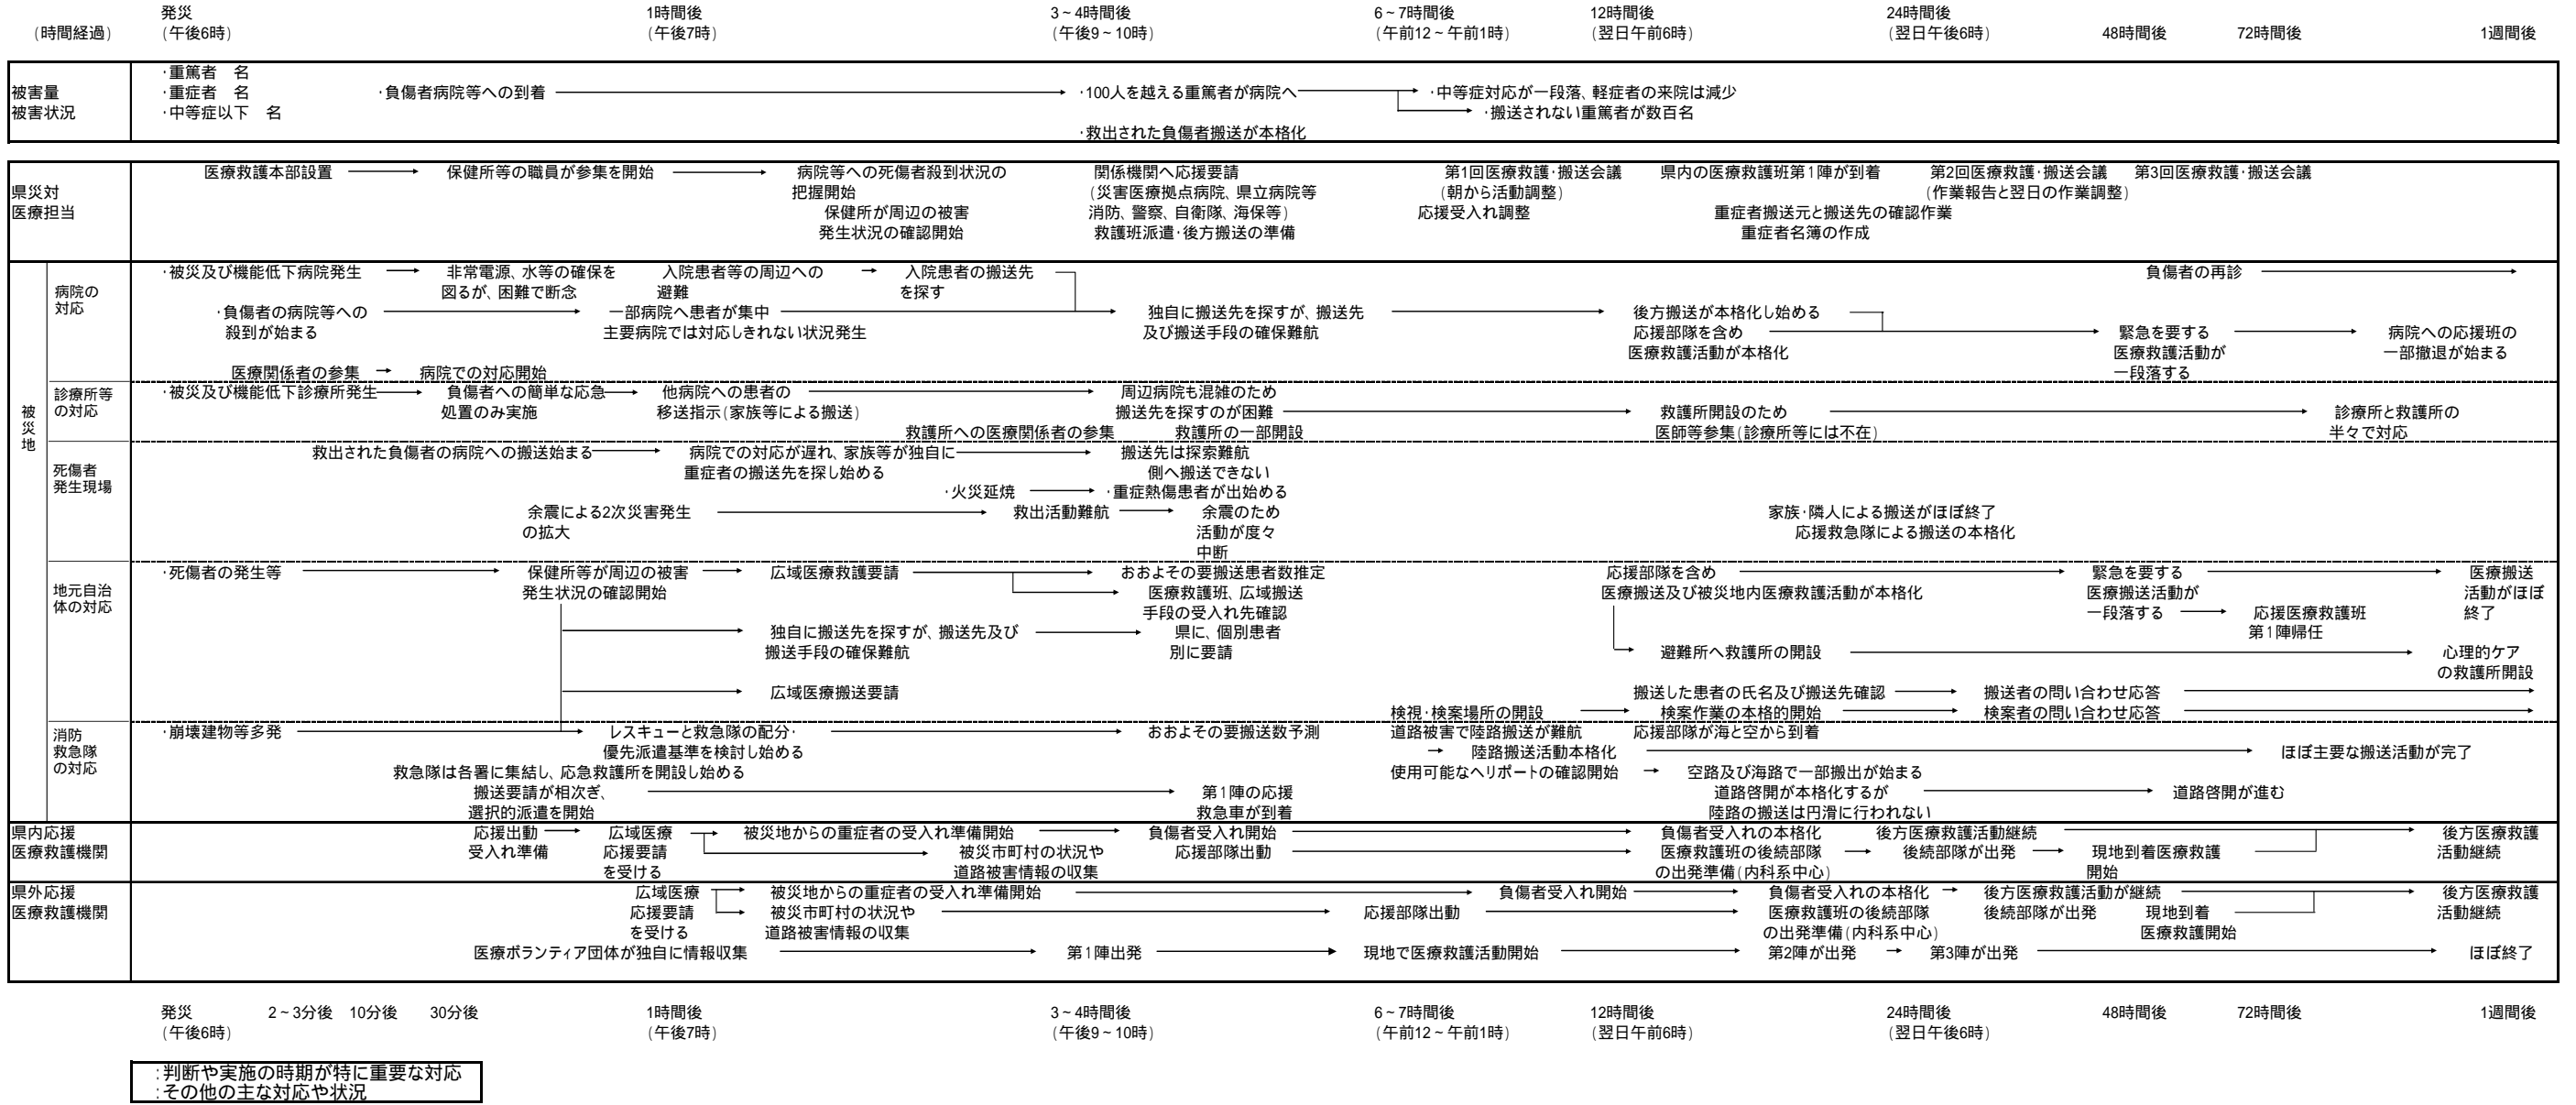 発災 1時間後 3～4時間後 6～7時間後 12時間後 24時間後
(時間経過) (午後6時) (午後7時) (午後9～10時) (午前12～午前1時) (翌日午前6時) (翌日午後6時) 48時間後 72時間後 1週間後
被害量
被害状況
・重篤者 名
・重症者 名
・中等症以下 名
・負傷者病院等への到着
・100人を越える重篤者が病院へ
・救出された負傷者搬送が本格化
・中等症対応が一段落、軽症者の来院は減少
・搬送されない重篤者が数百名
県災対
医療担当
医療救護本部設置
保健所等の職員が参集を開始
病院等への死傷者殺到状況の
把握開始
保健所が周辺の被害
発生状況の確認開始
関係機関へ応援要請
(災害医療拠点病院、県立病院等
消防、警察、自衛隊、海保等)
救護班派遣・後方搬送の準備
第1回医療救護・搬送会議
(朝から活動調整)
応援受入れ調整
県内の医療救護班第1陣が到着
重症者搬送元と搬送先の確認作業
重症者名簿の作成
第2回医療救護・搬送会議
(作業報告と翌日の作業調整)
第3回医療救護・搬送会議
被災地
病院の
対応
・被災及び機能低下病院発生
非常電源、水等の確保を
図るが、困難で断念
入院患者等の周辺への
避難
入院患者の搬送先
を探す
・負傷者の病院等への
殺到が始まる
一部病院へ患者が集中
主要病院では対応しきれない状況発生
独自に搬送先を探すが、搬送先
及び搬送手段の確保難航
後方搬送が本格化し始める
応援部隊を含め
医療救護活動が本格化
負傷者の再診
緊急を要する
医療救護活動が
一段落する
病院への応援班の
一部撤退が始まる
医療関係者の参集
病院での対応開始
診療所等
の対応
・被災及び機能低下診療所発生
負傷者への簡単な応急
処置のみ実施
他病院への患者の
移送指示(家族等による搬送)
周辺病院も混雑のため
搬送先を探すのが困難
救護所への医療関係者の参集
救護所の一部開設
救護所開設のため
医師等参集(診療所等には不在)
診療所と救護所の
半々で対応
死傷者
発生現場
救出された負傷者の病院への搬送始まる
病院での対応が遅れ、家族等が独自に
重症者の搬送先を探し始める
搬送先は探索難航
側へ搬送できない
・火災延焼
・重症熱傷患者が出始める
余震による2次災害発生
の拡大
救出活動難航
余震のため
活動が度々
中断
家族・隣人による搬送がほぼ終了
応援救急隊による搬送の本格化
地元自治
体の対応
・死傷者の発生等
保健所等が周辺の被害
発生状況の確認開始
広域医療救護要請
おおよその要搬送患者数推定
医療救護班、広域搬送
手段の受入れ先確認
独自に搬送先を探すが、搬送先及び
搬送手段の確保難航
県に、個別患者
別に要請
広域医療搬送要請
応援部隊を含め
医療搬送及び被災地内医療救護活動が本格化
緊急を要する
医療搬送活動が
一段落する
応援医療救護班
第1陣帰任
医療搬送
活動がほぼ
終了
避難所へ救護所の開設
心理的ケア
の救護所開設
搬送した患者の氏名及び搬送先確認
搬送者の問い合わせ応答
検視・検案場所の開設
検案作業の本格的開始
検案者の問い合わせ応答
消防
救急隊
の対応
・崩壊建物等多発
レスキューと救急隊の配分・
優先派遣基準を検討し始める
おおよその要搬送数予測
道路被害で陸路搬送が難航
応援部隊が海と空から到着
陸路搬送活動本格化
ほぼ主要な搬送活動が完了
救急隊は各署に集結し、応急救護所を開設し始める
使用可能なヘリポートの確認開始
空路及び海路で一部搬出が始まる
搬送要請が相次ぎ、
選択的派遣を開始
第1陣の応援
救急車が到着
道路啓開が本格化するが
陸路の搬送は円滑に行われない
道路啓開が進む
県内応援
医療救護機関
応援出動
受入れ準備
広域医療
応援要請
を受ける
被災地からの重症者の受入れ準備開始
被災市町村の状況や
道路被害情報の収集
負傷者受入れ開始
応援部隊出動
負傷者受入れの本格化
医療救護班の後続部隊
の出発準備(内科系中心)
後方医療救護活動継続
後続部隊が出発
現地到着医療救護
開始
後方医療救護
活動継続
県外応援
医療救護機関
広域医療
応援要請
を受ける
被災地からの重症者の受入れ準備開始
被災市町村の状況や
道路被害情報の収集
負傷者受入れ開始
応援部隊出動
負傷者受入れの本格化
医療救護班の後続部隊
の出発準備(内科系中心)
後方医療救護活動が継続
後続部隊が出発
現地到着
医療救護開始
後方医療救護
活動継続
医療ボランティア団体が独自に情報収集
第1陣出発
現地で医療救護活動開始
第2陣が出発
第3陣が出発
ほぼ終了
発災 2～3分後 10分後 30分後 1時間後 3～4時間後 6～7時間後 12時間後 24時間後 48時間後 72時間後 1週間後
(午後6時) (午後7時) (午後9～10時) (午前12～午前1時) (翌日午前6時) (翌日午後6時)
:判断や実施の時期が特に重要な対応
:その他の主な対応や状況